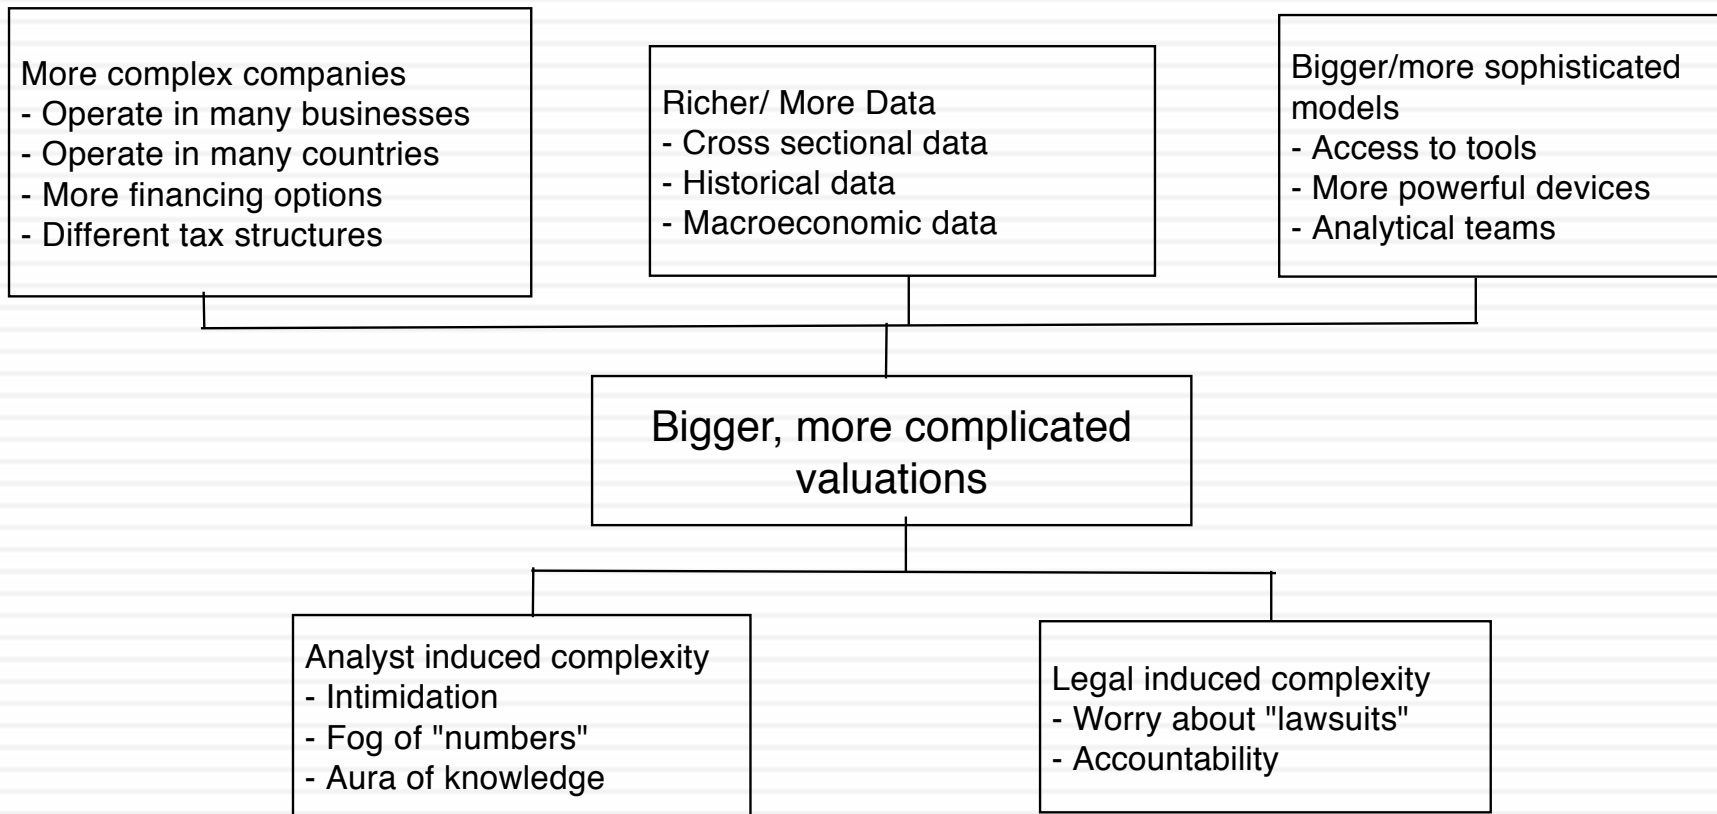 More complex companies
- Operate in many businesses
- Operate in many countries
- More financing options
- Different tax structures
Richer/ More Data
- Cross sectional data
- Historical data
- Macroeconomic data
Bigger/more sophisticated
models
- Access to tools
- More powerful devices
- Analytical teams
Bigger, more complicated
valuations
Analyst induced complexity
- Intimidation
- Fog of "numbers"
- Aura of knowledge
Legal induced complexity
- Worry about "lawsuits"
- Accountability